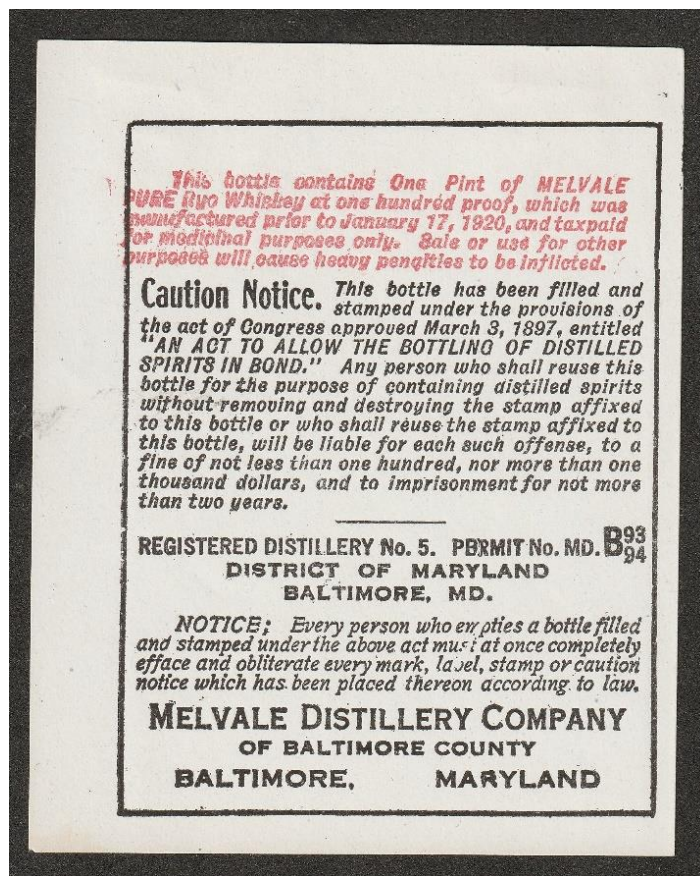 This bottle contains One Pint of MELVALE
PURE Rye Whiskey at one hundred proof, which was
manufactured prior to January 17, 1920, and taxpaid
for medicinal purposes only. Sale or use for other
purposes will cause heavy penalties to be inflicted.
Caution Notice. This bottle has been filled and
stamped under the provisions of
the act of Congress approved March 3, 1897, entitled
"AN ACT TO ALLOW THE BOTTLING OF DISTILLED
SPIRITS IN BOND." Any person who shall reuse this
bottle for the purpose of containing distilled spirits
without removing and destroying the stamp affixed
to this bottle or who shall reuse the stamp affixed to
this bottle, will be liable for each such offense, to a
fine of not less than one hundred, nor more than one
thousand dollars, and to imprisonment for not more
than two years.
REGISTERED DISTILLERY No. 5. PERMIT No. MD. B 93
94
DISTRICT OF MARYLAND
BALTIMORE, MD.
NOTICE; Every person who empties a bottle filled
and stamped under the above act must at once completely
efface and obliterate every mark, label, stamp or caution
notice which has been placed thereon according to law.
MELVALE DISTILLERY COMPANY
OF BALTIMORE COUNTY
BALTIMORE, MARYLAND